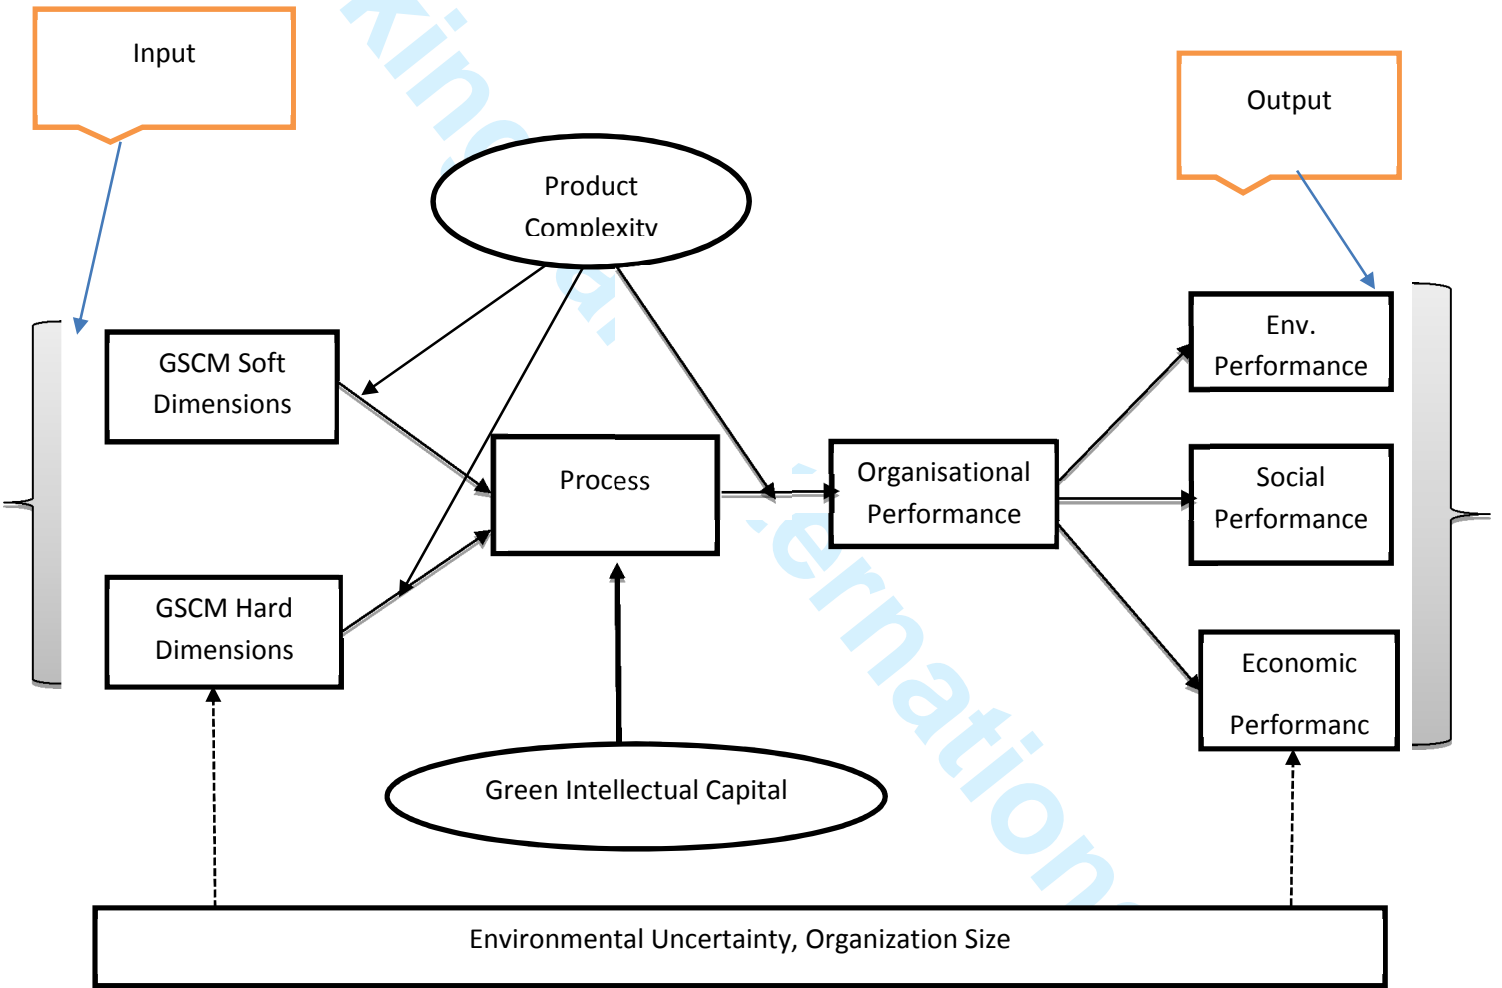 Input
Output
Product
Complexity
Env.
Performance
GSCM Soft
Dimensions
Process
Organisational
Performance
Social
Performance
GSCM Hard
Dimensions
Economic
Performanc
Green Intellectual Capital
Environmental Uncertainty, Organization Size